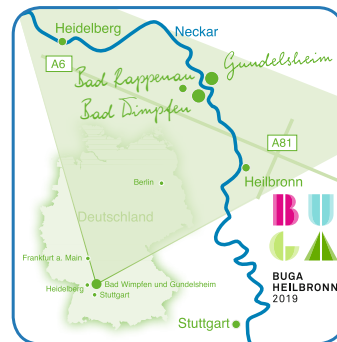 Heidelberg
Neckar
Gundelsheim
A6
Bad Rappenau
Bad Wimpfen
A81
Berlin
Heilbronn
Deutschland
BU
GA
Frankfurt a. Main
Heidelberg
Bad Wimpfen und Gundelsheim
Stuttgart
BUGA
HEILBRONN
2019
Stuttgart